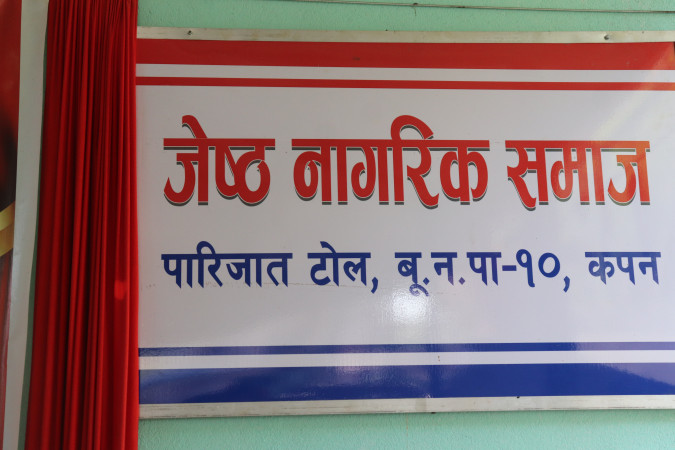 जेष्ठ नागरिक समाज
पारिजात टोल, बू.न.पा-१०, कपन